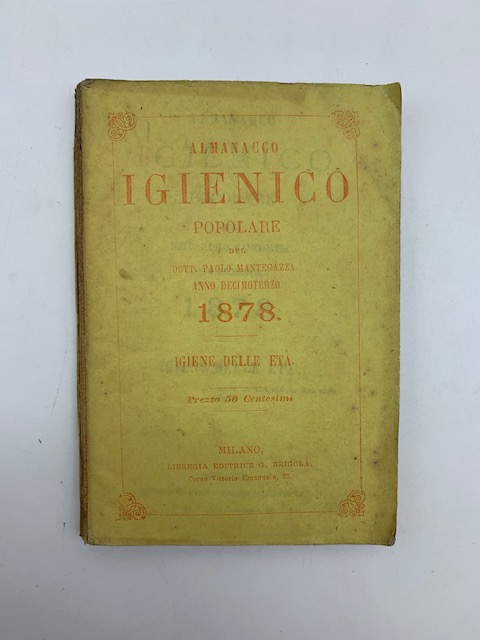 ALMANACCO
IGIENICO
POPOLARE
DEL
DOTT. PAOLO MANTEGAZZA
ANNO DECIMOTERZO
1878.
IGIENE DELLE ETÀ.
Prezzo 50 Centesimi
MILANO,
LIBRERIA EDITRICE G. BRIGOLA,
Corso Vittorio Emanuele, 26.